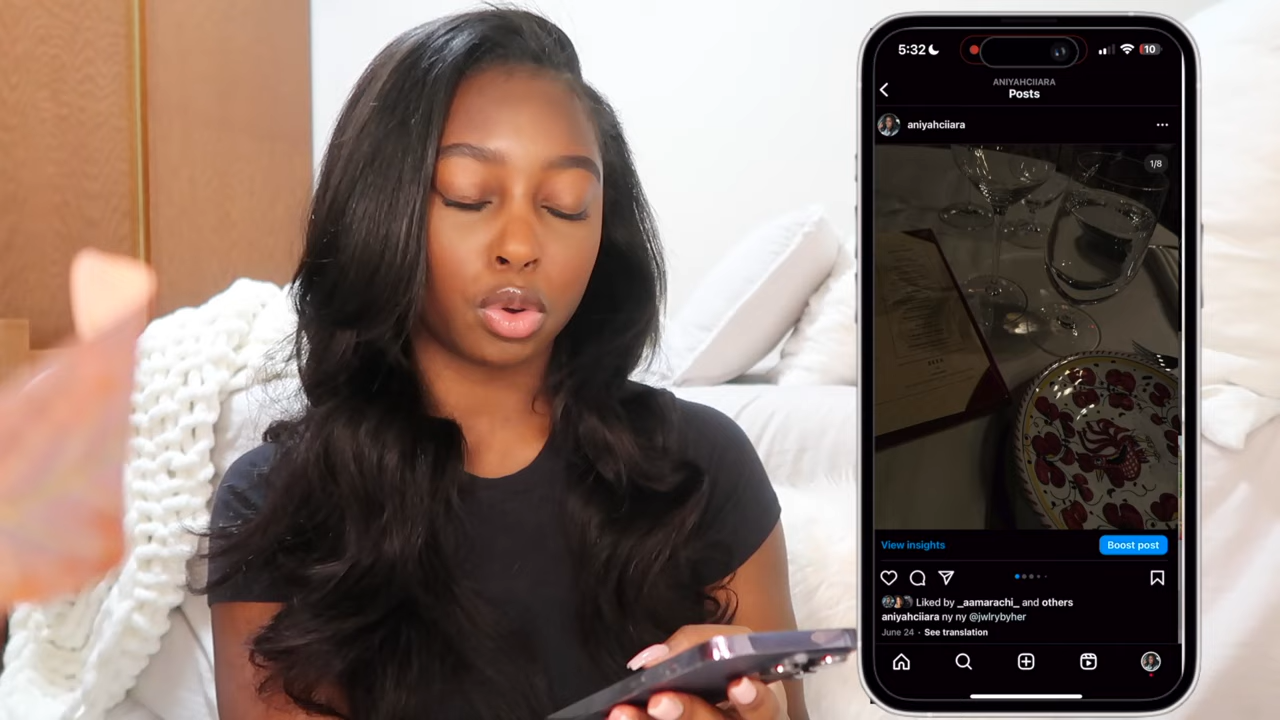 5:32
10
ANIYAHCIIARA
Posts
aniyahciiara
1/8
View insights
Boost post
Liked by _aamarachi_ and others
aniyahciiara ny ny @jwlrybyher
June 24 · See translation